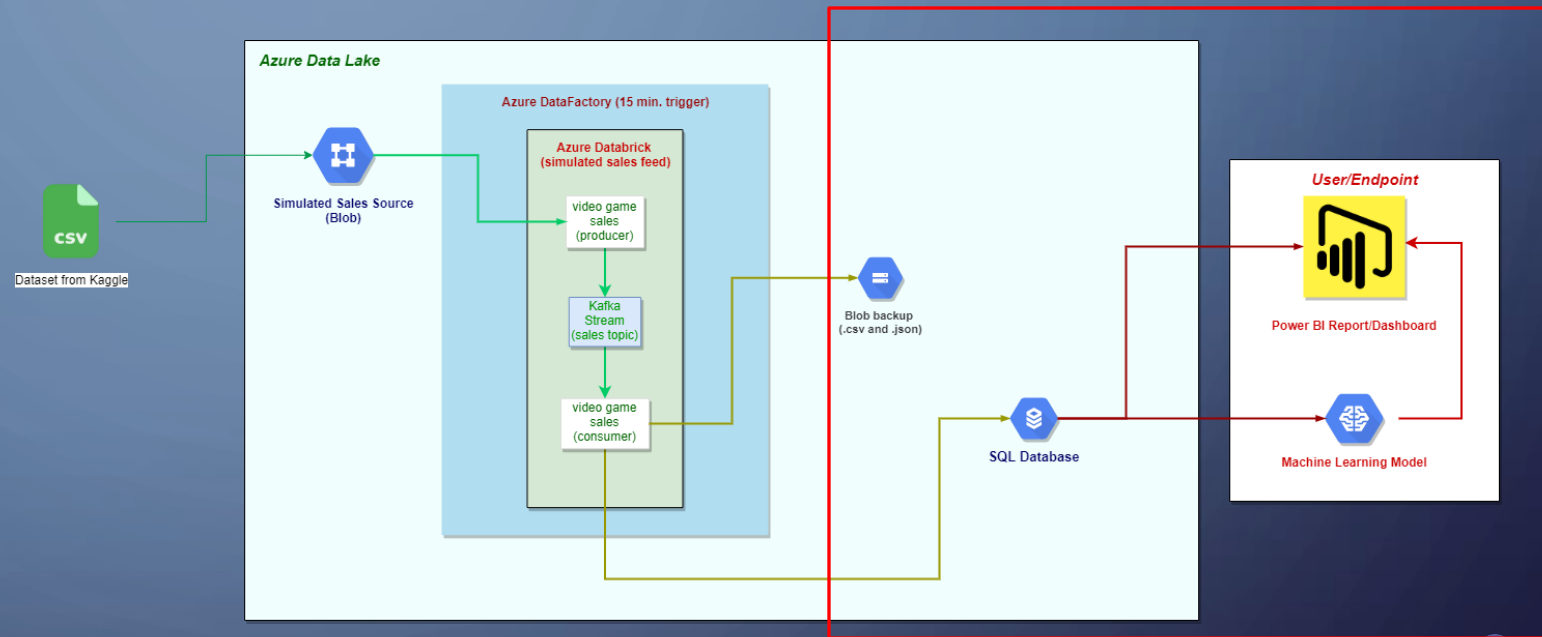 Azure Data Lake
Azure DataFactory (15 min. trigger)
Azure Databrick
(simulated sales feed)
csv
Dataset from Kaggle
Simulated Sales Source
(Blob)
video game
sales
(producer)
Kafka
Stream
(sales topic)
video game
sales
(consumer)
Blob backup
(.csv and .json)
SQL Database
User/Endpoint
Power BI Report/Dashboard
Machine Learning Model